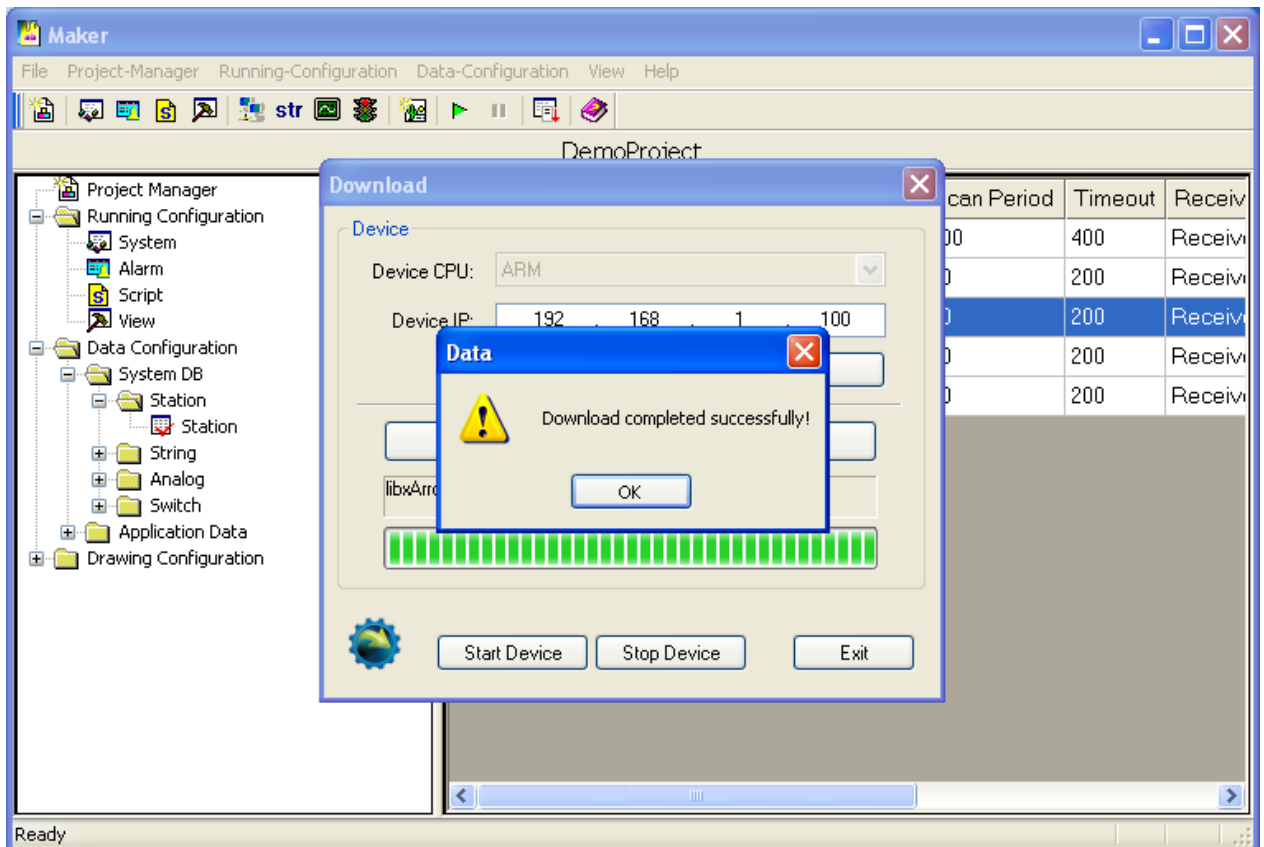 Maker
File Project-Manager Running-Configuration Data-Configuration View Help
str
DemoProject
Project Manager
Running Configuration
System
Alarm
Script
View
Data Configuration
System DB
Station
Station
String
Analog
Switch
Application Data
Drawing Configuration
Download
Device
Device CPU: ARM
Device IP: 192 . 168 . 1 . 100
Data
Download completed successfully!
OK
Start Device Stop Device Exit
Period Timeout
400
200
200
200
200
Ready